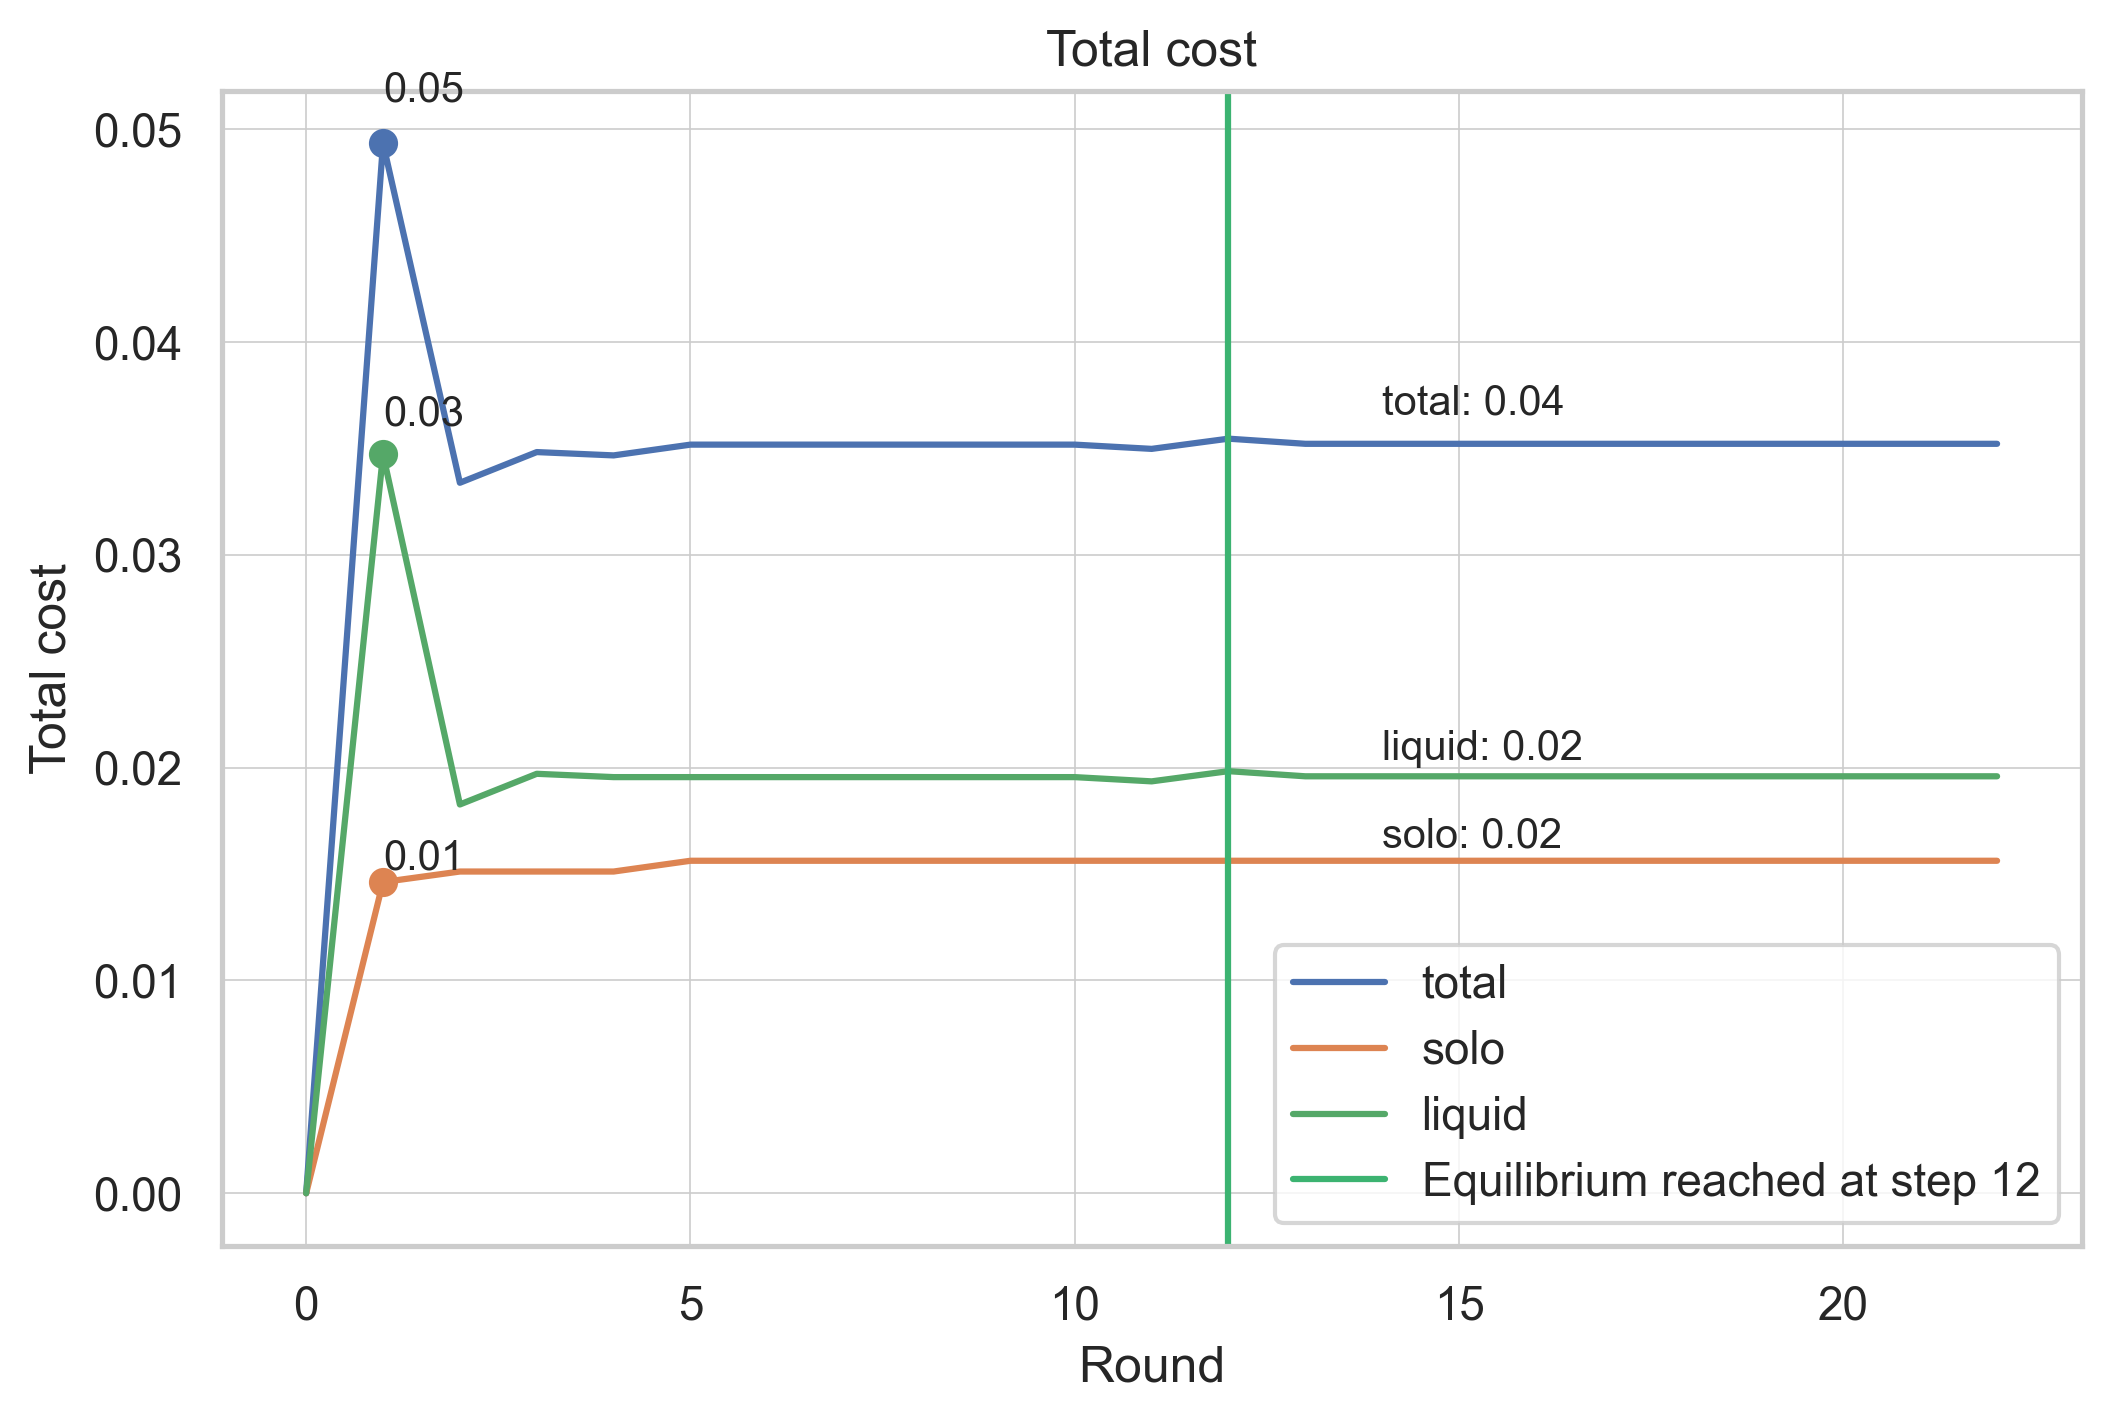 Total cost
0.05
0.05
0.04
total: 0.04
0.03
0.03
Total cost
liquid: 0.02
0.02
solo: 0.02
0.01
0.01
total
solo
liquid
Equilibrium reached at step 12
0.00
0 5 10 15 20
Round